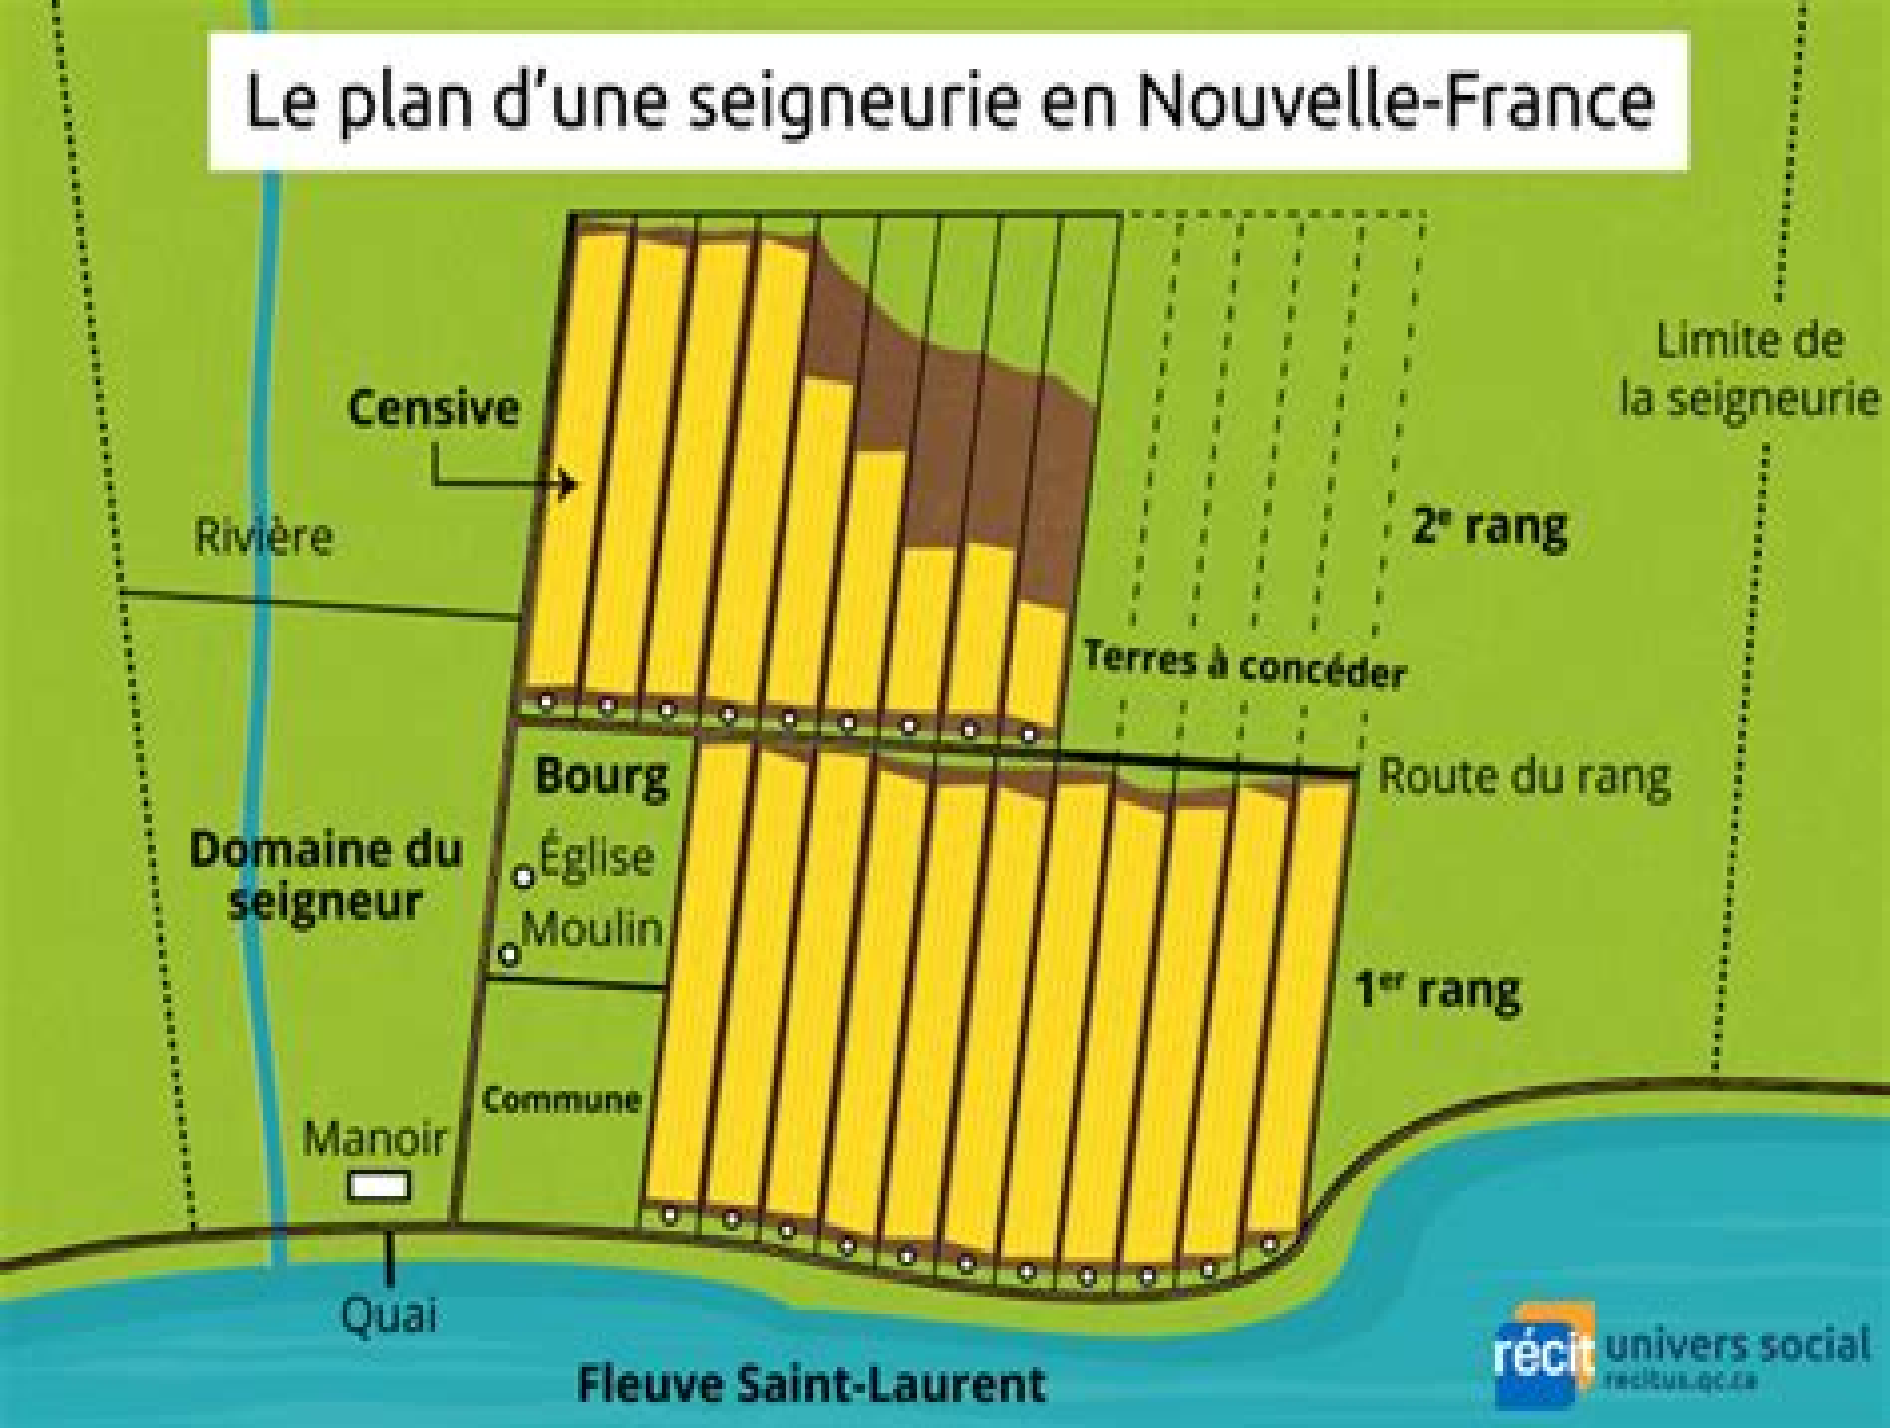 Le plan d'une seigneurie en Nouvelle-France
Limite de
la seigneurie
Censive
2e rang
Rivière
Terres à concéder
Bourg
Route du rang
Domaine du
seigneur
Église
Moulin
1er rang
Commune
Manoir
Quai
Fleuve Saint-Laurent
récit
univers social
recitus.qc.ca